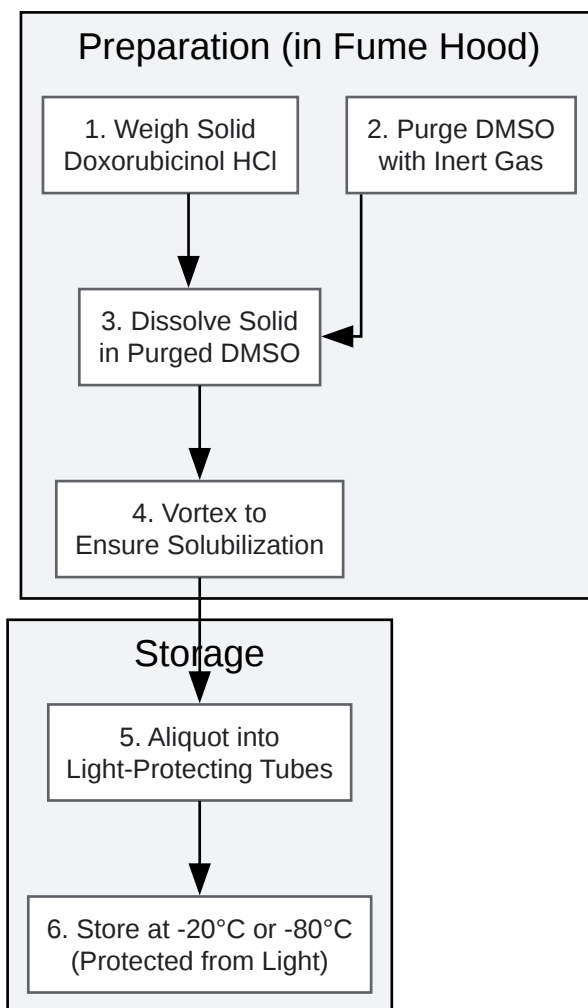 Preparation (in Fume Hood)
1. Weigh Solid
Doxorubicinol HCl
2. Purge DMSO
with Inert Gas
3. Dissolve Solid
in Purged DMSO
4. Vortex to
Ensure Solubilization
Storage
5. Aliquot into
Light-Protecting Tubes
6. Store at -20°C or -80°C
(Protected from Light)